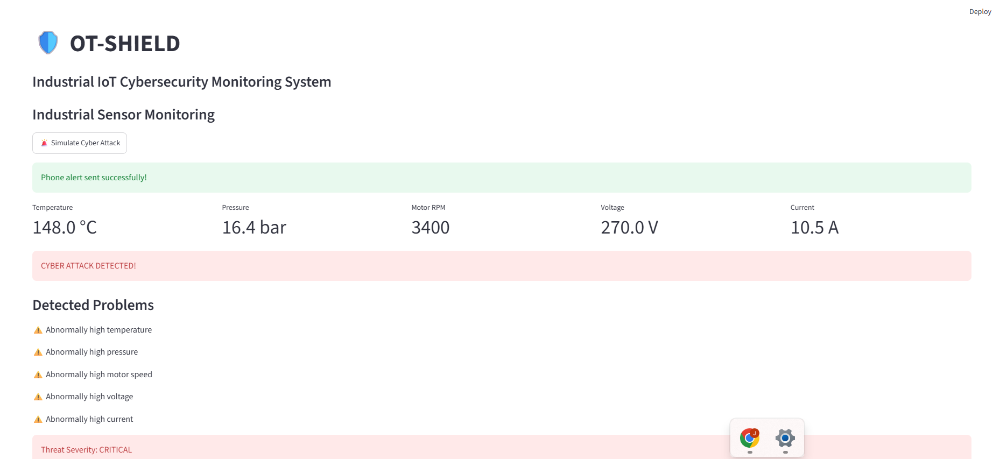 Deploy
OT-SHIELD
Industrial IoT Cybersecurity Monitoring System
Industrial Sensor Monitoring
Simulate Cyber Attack
Phone alert sent successfully!
Temperature Pressure Motor RPM Voltage Current
148.0 °C 16.4 bar 3400 270.0 V 10.5 A
CYBER ATTACK DETECTED!
Detected Problems
Abnormally high temperature
Abnormally high pressure
Abnormally high motor speed
Abnormally high voltage
Abnormally high current
J
Threat Severity: CRITICAL